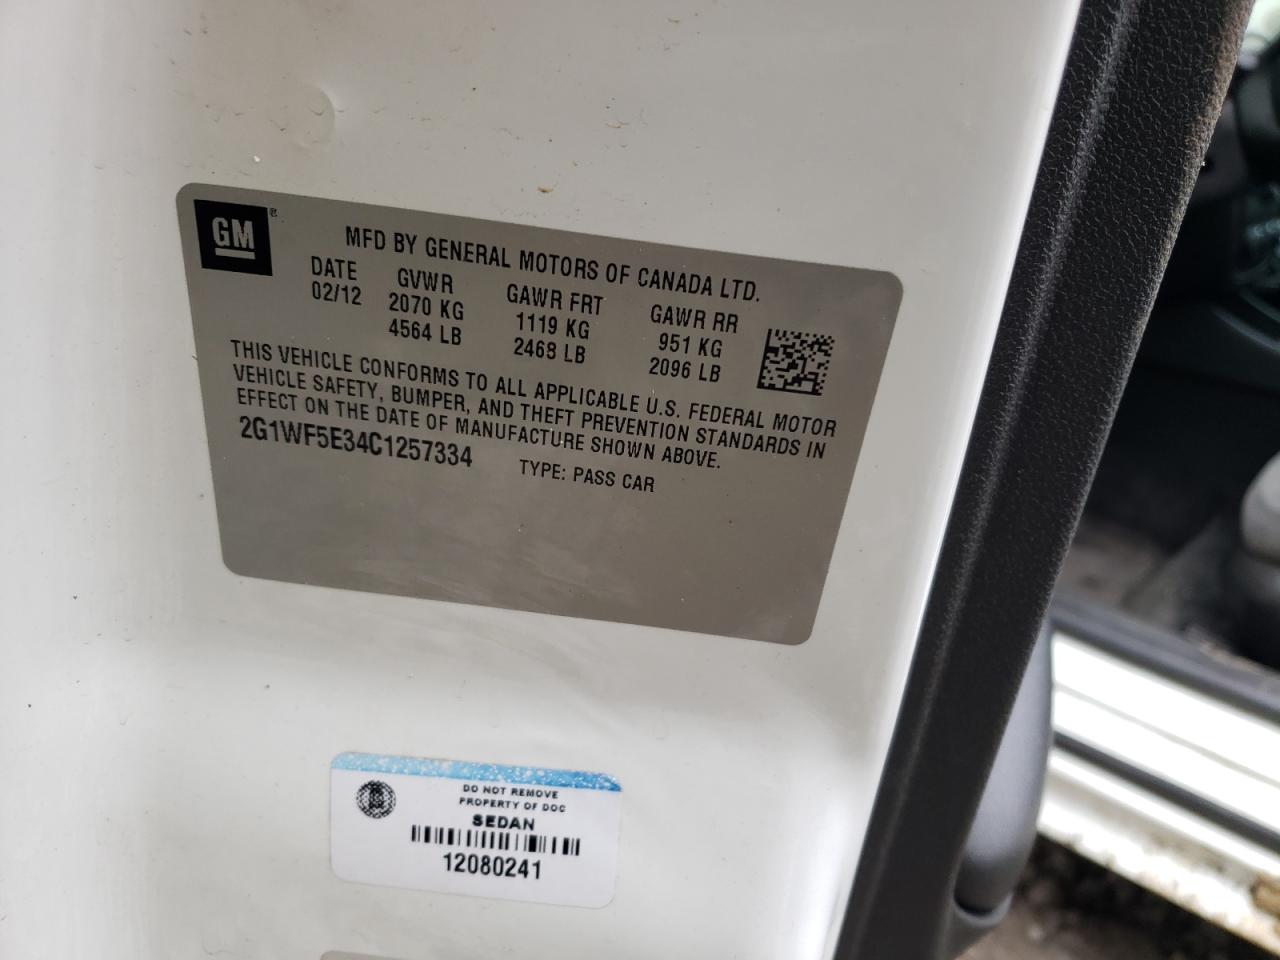 GM®
MFD BY GENERAL MOTORS OF CANADA LTD.
DATE GVWR GAWR FRT GAWR RR
02/12 2070 KG 1119 KG 951 KG
4564 LB 2468 LB 2096 LB
THIS VEHICLE CONFORMS TO ALL APPLICABLE U.S. FEDERAL MOTOR
VEHICLE SAFETY, BUMPER, AND THEFT PREVENTION STANDARDS IN
EFFECT ON THE DATE OF MANUFACTURE SHOWN ABOVE.
2G1WF5E34C1257334 TYPE: PASS CAR
DO NOT REMOVE
PROPERTY OF DOC
SEDAN
12080241